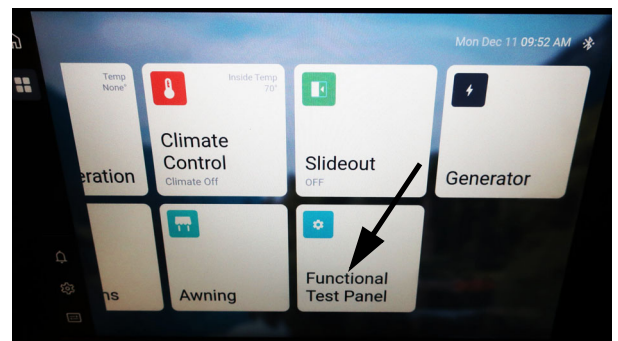 Mon Dec 11 09:52 AM
Temp
None°
eration
Inside Temp
70°
Climate
Control
Climate Off
Slideout
OFF
Generator
ns
Awning
Functional
Test Panel